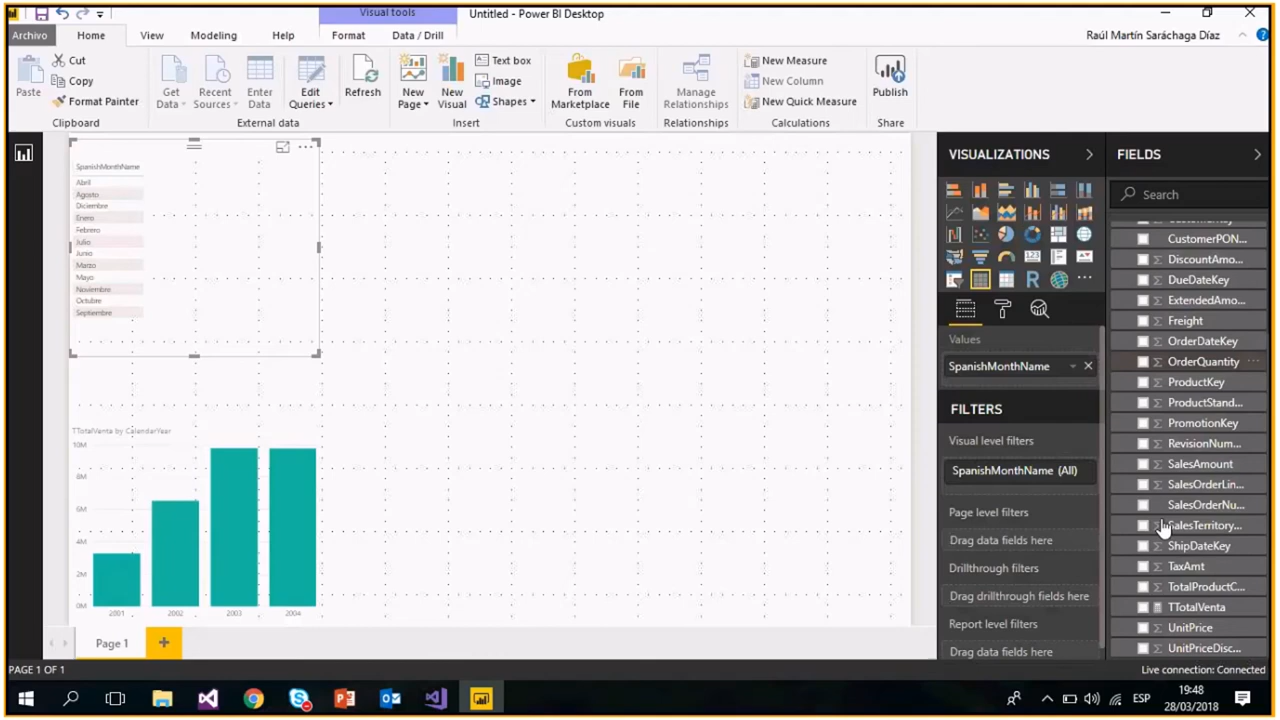 Visual tools
Untitled - Power BI Desktop
Archivo Home View Modeling Help Format Data / Drill
Raúl Martín Saráchaga Díaz
Paste
Cut
Copy
Format Painter
Clipboard
Get Data
Recent Sources
Enter Data
External data
Edit Queries
Refresh
New Page
New Visual
Text box
Image
Shapes
Insert
From Marketplace
From File
Custom visuals
Manage Relationships
Relationships
New Measure
New Column
New Quick Measure
Calculations
Publish
Share
SpanishMonthName
Abril
Agosto
Diciembre
Enero
Febrero
Julio
Junio
Marzo
Mayo
Noviembre
Octubre
Septiembre
TTotalVenta by CalendarYear
10M
8M
6M
4M
2M
0M
2001 2002 2003 2004
VISUALIZATIONS
R
123
Values
SpanishMonthName
FILTERS
Visual level filters
SpanishMonthName (All)
Page level filters
Drag data fields here
Drillthrough filters
Drag drillthrough fields here
Report level filters
Drag data fields here
FIELDS
Search
CustomerPON...
DiscountAmo...
DueDateKey
ExtendedAmo...
Freight
OrderDateKey
OrderQuantity
ProductKey
ProductStand...
PromotionKey
RevisionNum...
SalesAmount
SalesOrderLin...
SalesOrderNu...
SalesTerritory...
ShipDateKey
TaxAmt
TotalProductC...
TTotalVenta
UnitPrice
UnitPriceDisc...
Page 1
PAGE 1 OF 1
Live connection: Connected
ESP
19:48
28/03/2018